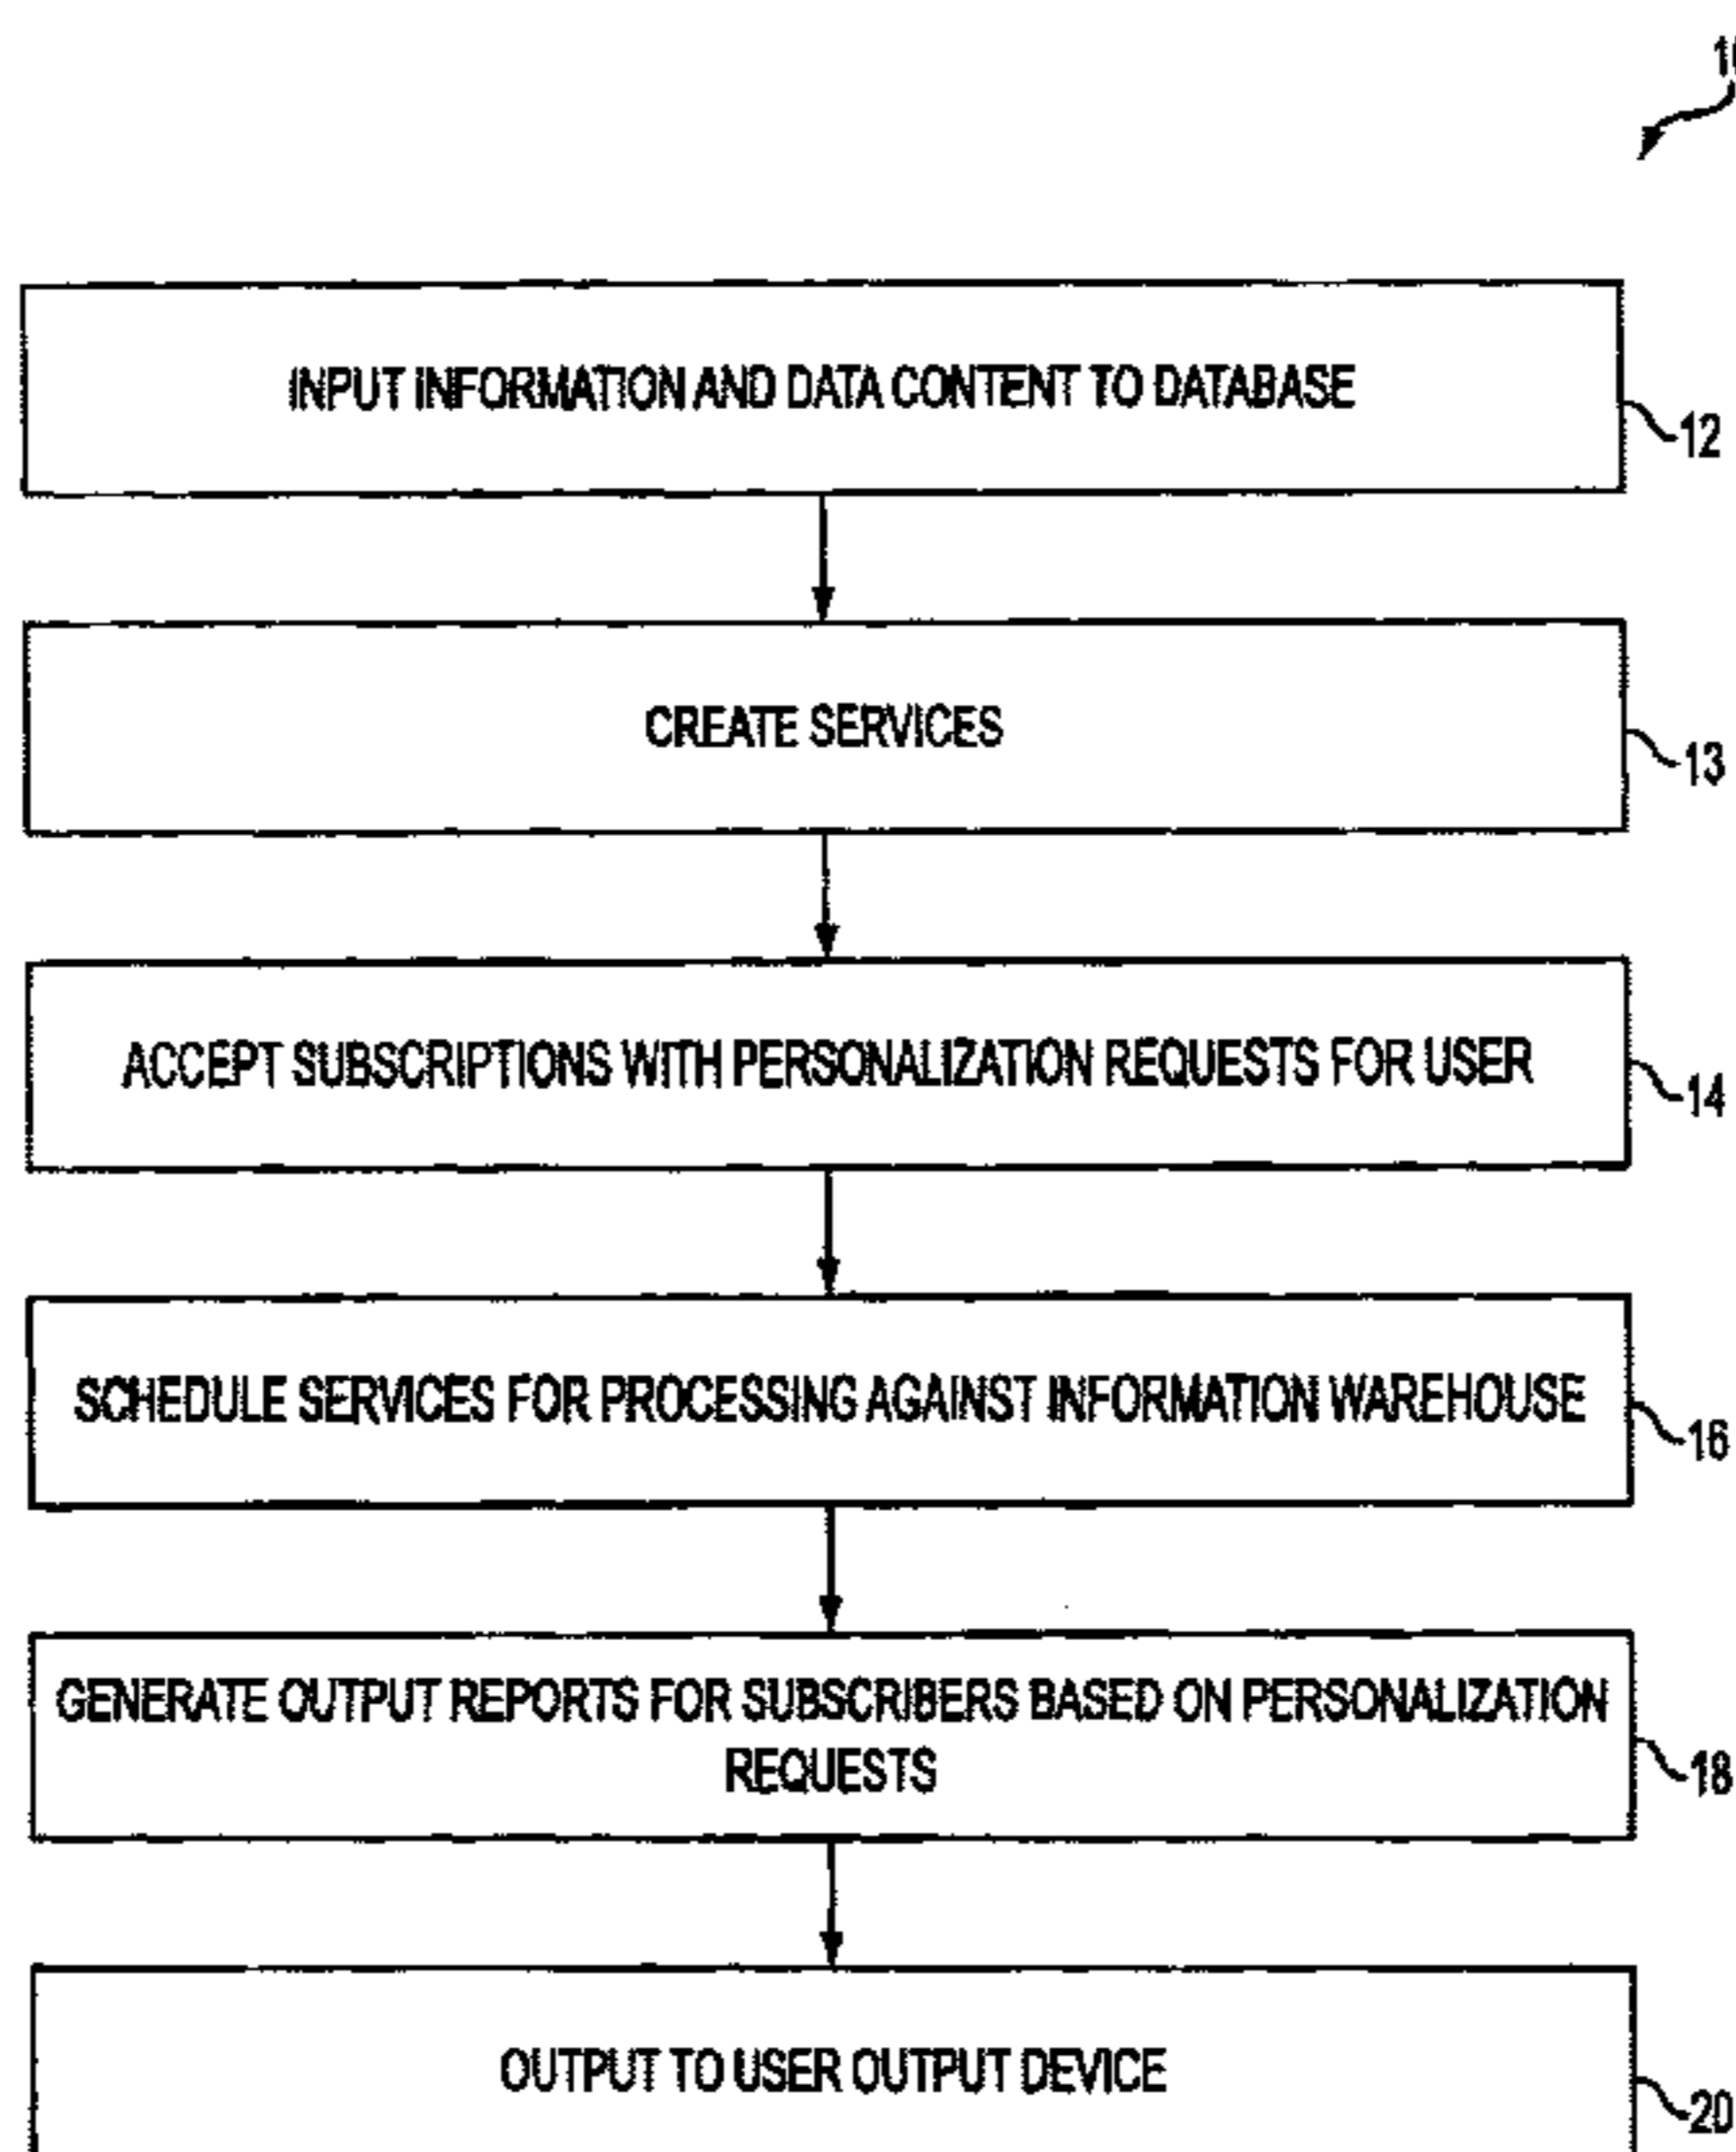 INPUT INFORMATION AND DATA CONTENT TO DATABASE
12
CREATE SERVICES
13
ACCEPT SUBSCRIPTIONS WITH PERSONALIZATION REQUESTS FOR USER
14
SCHEDULE SERVICES FOR PROCESSING AGAINST INFORMATION WAREHOUSE
16
GENERATE OUTPUT REPORTS FOR SUBSCRIBERS BASED ON PERSONALIZATION
REQUESTS
18
OUTPUT TO USER OUTPUT DEVICE
20